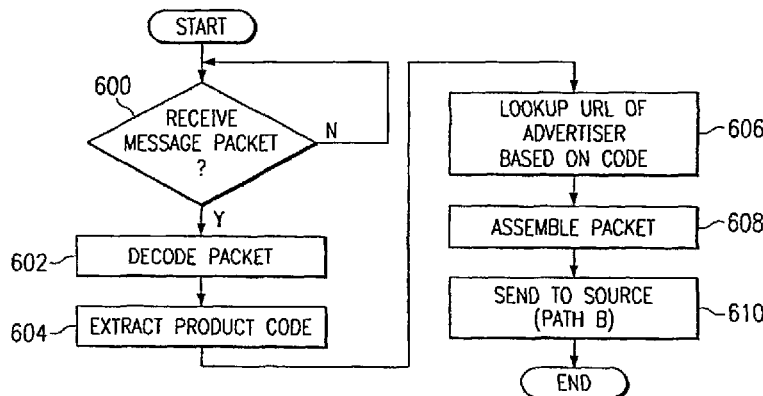 START
600
RECEIVE
MESSAGE PACKET
?
N
Y
602
DECODE PACKET
604
EXTRACT PRODUCT CODE
LOOKUP URL OF
ADVERTISER
BASED ON CODE
606
ASSEMBLE PACKET
608
SEND TO SOURCE
(PATH B)
610
END